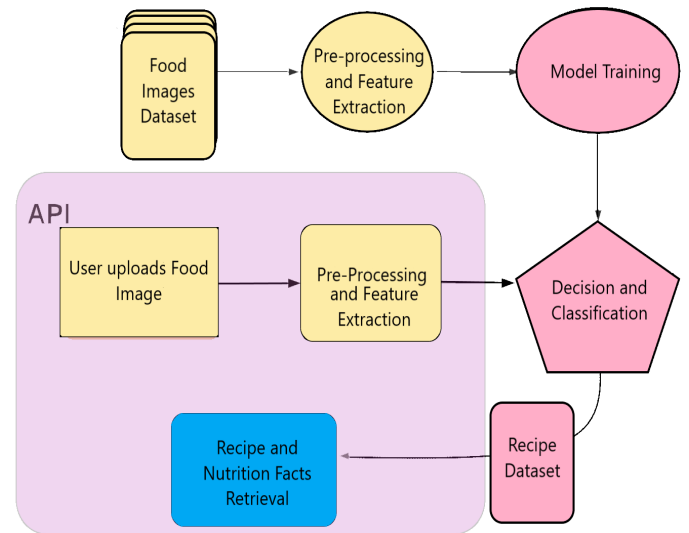 Food
Images
Dataset
Pre-processing
and Feature
Extraction
Model Training
API
User uploads Food
Image
Pre-Processing
and Feature
Extraction
Decision and
Classification
Recipe and
Nutrition Facts
Retrieval
Recipe
Dataset